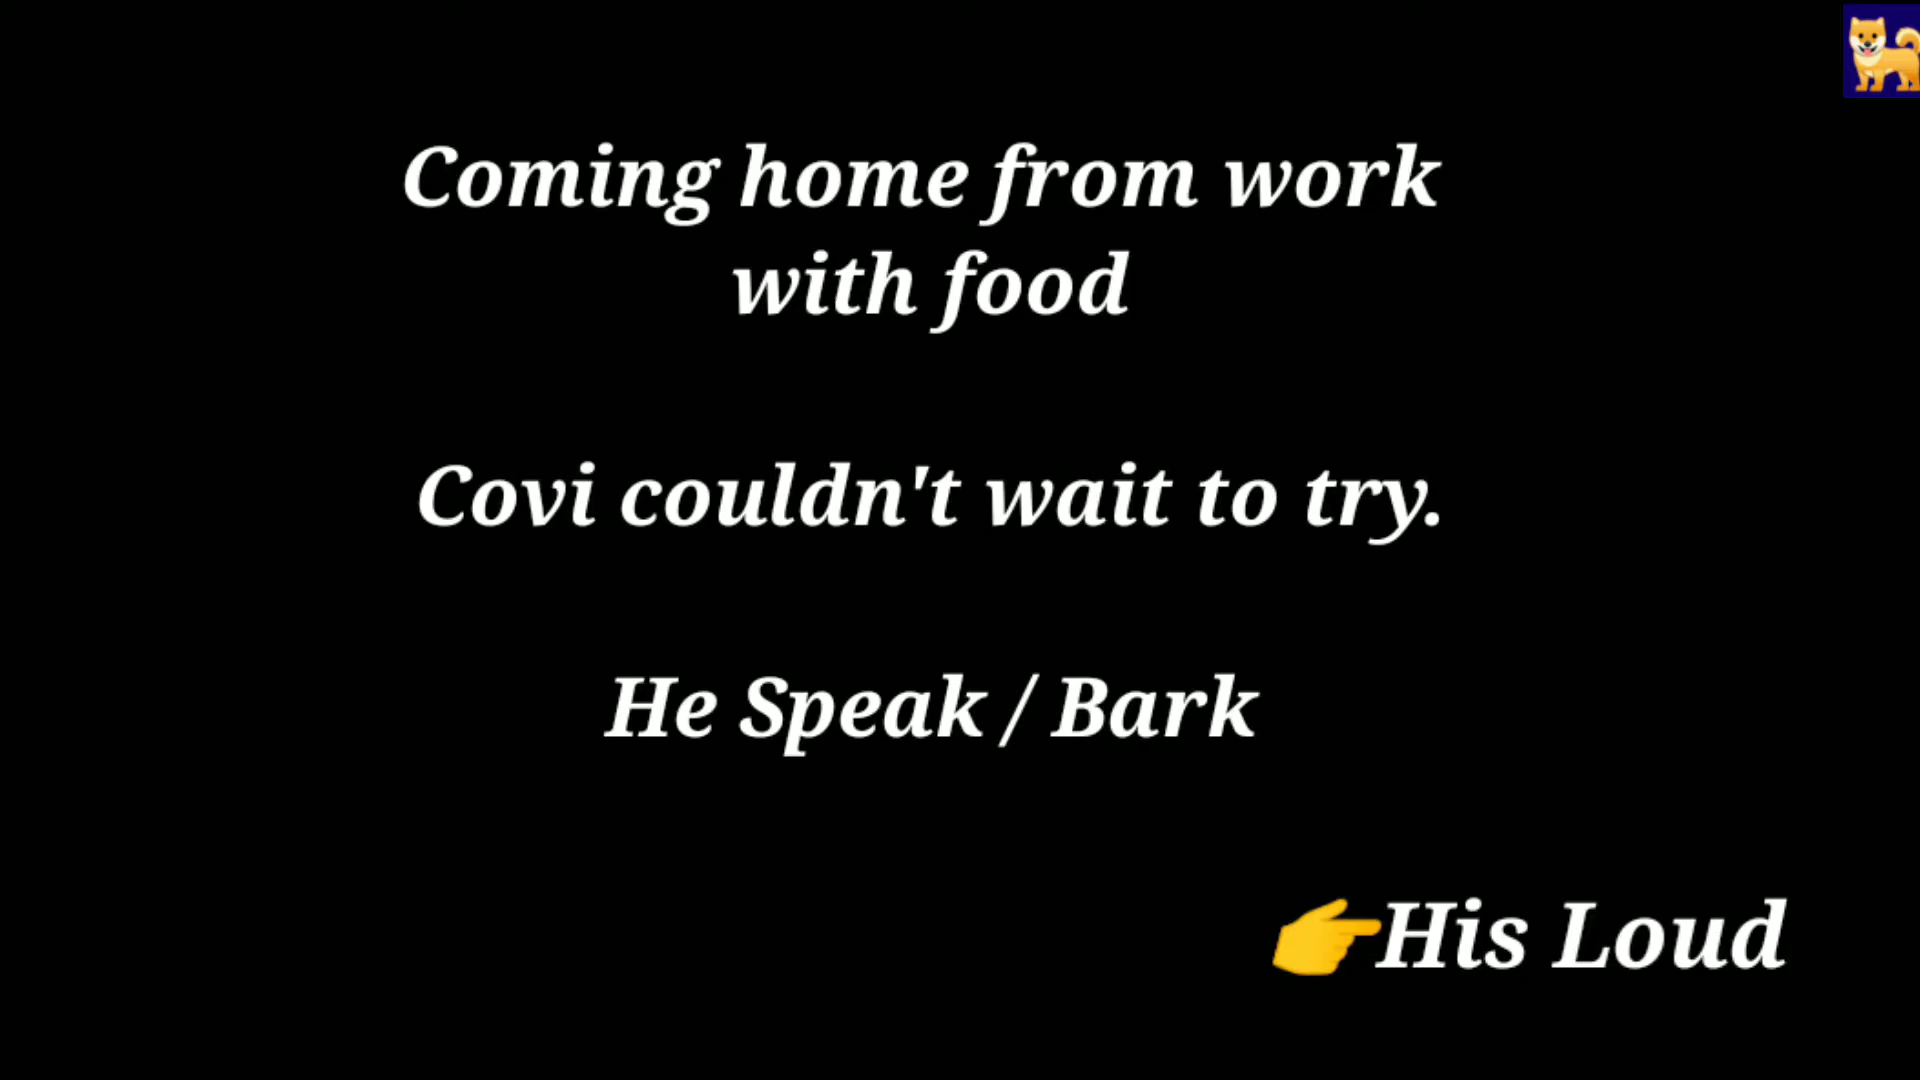 Coming home from work
with food
Covi couldn't wait to try.
He Speak / Bark
👉His Loud